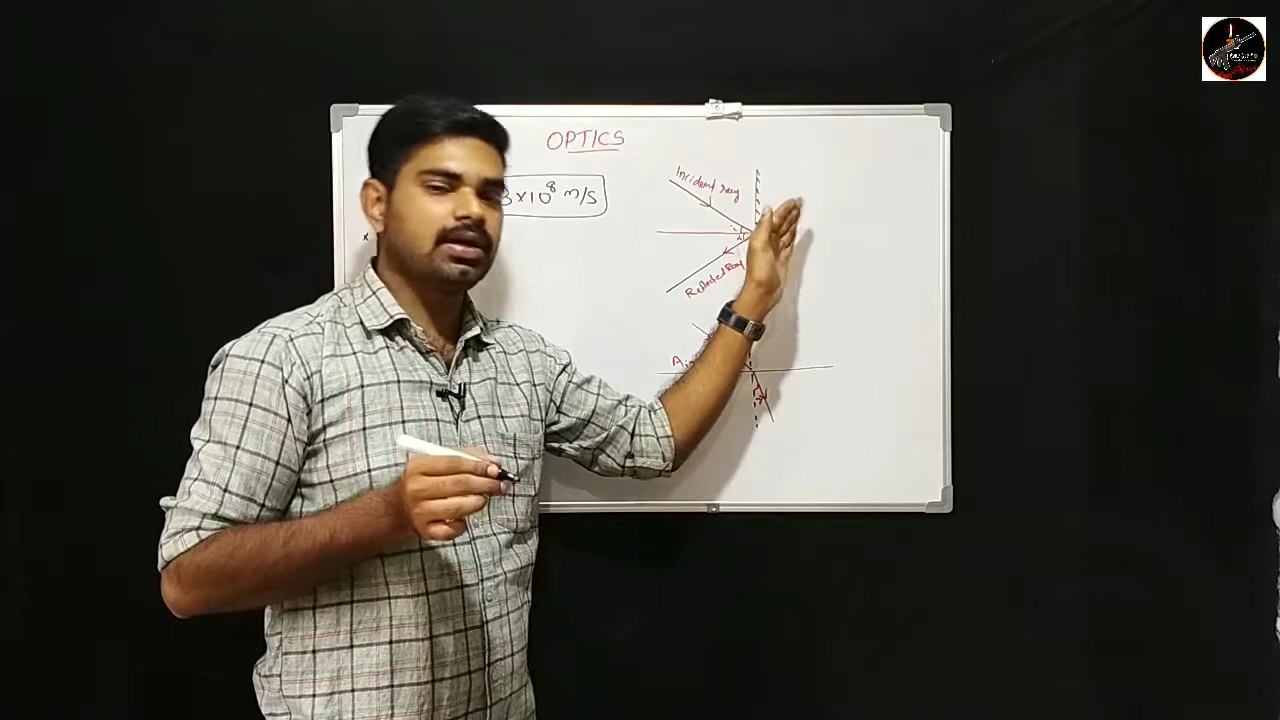 OPTICS
3×10⁸ m/s
Incident ray
i
Reflected Ray